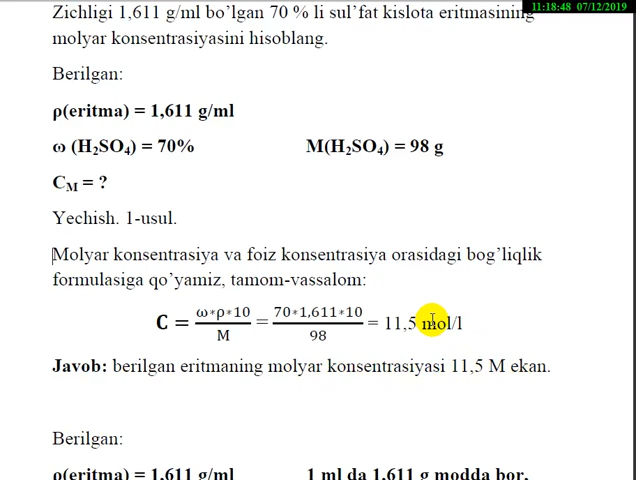 11:18:48 07/12/2019
Zichligi 1,611 g/ml bo’lgan 70 % li sul’fat kislota eritmasining
molyar konsentrasiyasini hisoblang.
Berilgan:
ρ(eritma) = 1,611 g/ml
ω (H₂SO₄) = 70% M(H₂SO₄) = 98 g
Cₘ = ?
Yechish. 1-usul.
Molyar konsentrasiya va foiz konsentrasiya orasidagi bog’liqlik
formulasiga qo’yamiz, tamom-vassalom:
C = ω*ρ*10/M = 70*1,611*10/98 = 11,5 mol/l
Javob: berilgan eritmaning molyar konsentrasiyasi 11,5 M ekan.
Berilgan:
ρ(eritma) = 1,611 g/ml 1 ml da 1,611 g modda bor.